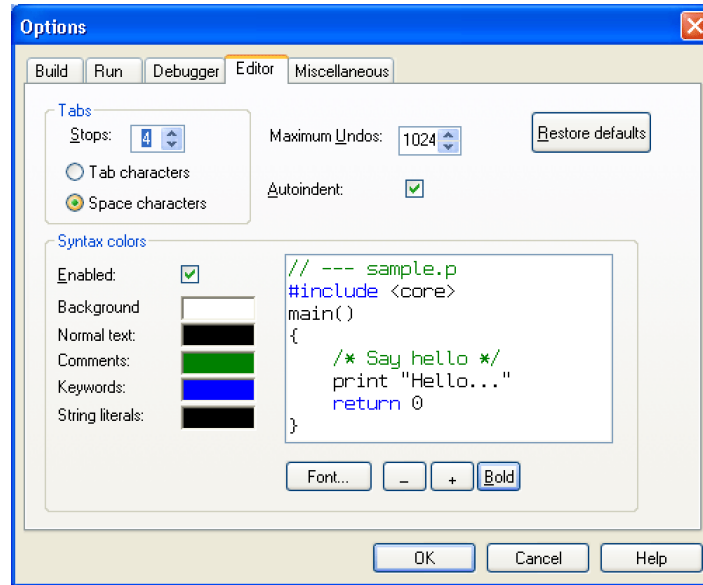 Options
Build Run Debugger Editor Miscellaneous
Tabs
Stops: 4
Tab characters
Space characters
Maximum Undos: 1024
Autoindent:
Restore defaults
Syntax colors
Enabled:
Background
Normal text:
Comments:
Keywords:
String literals:
// --- sample.p
#include <core>
main()
{
/* Say hello */
print "Hello..."
return 0
}
Font... - + Bold
OK Cancel Help